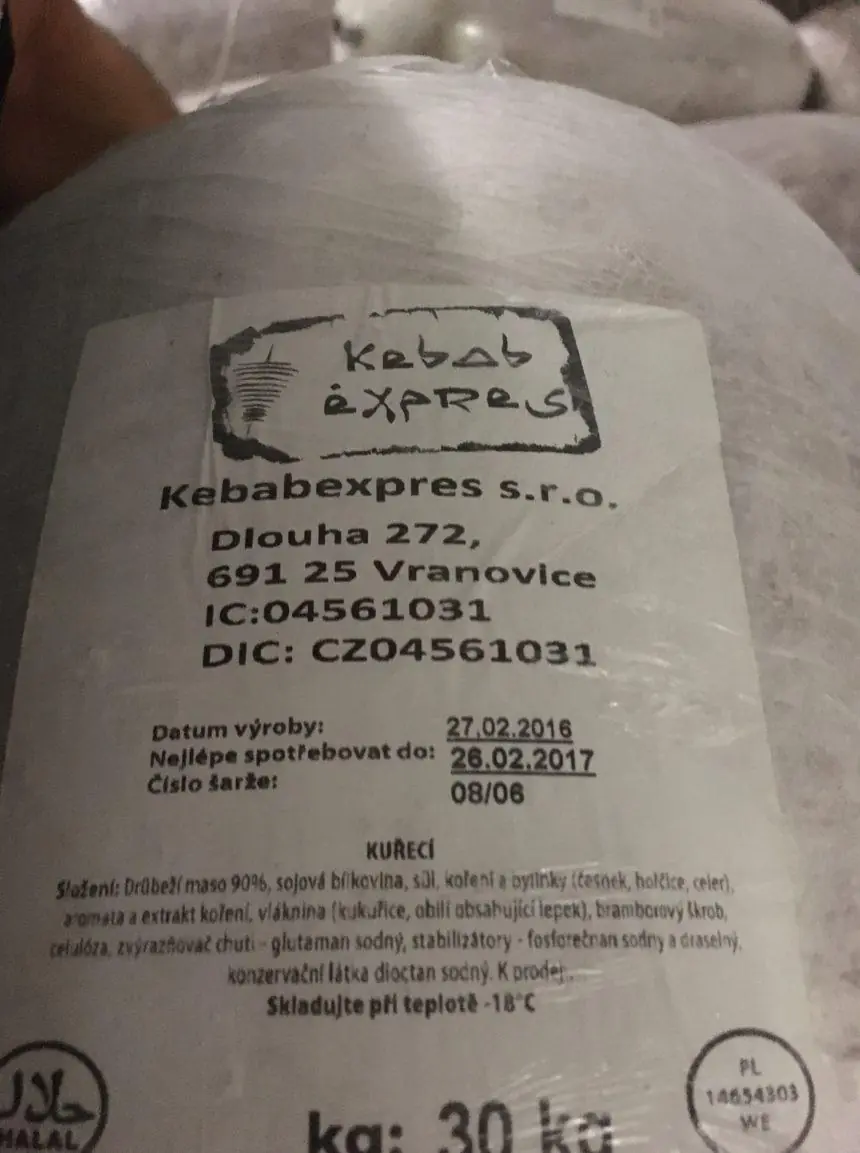 Kebab
ėxpres
Kebabexpres s.r.o.
Dlouha 272,
691 25 Vranovice
IC:04561031
DIC: CZ04561031
Datum výroby: 27.02.2016
Nejlépe spotřebovat do: 26.02.2017
Číslo šarže: 08/06
KUŘECÍ
Složení: Drůbeží maso 90%, sojová bílkovina, sůl, koření a bylinky (česnek, hořčice, celer),
aromata a extrakt koření, vláknina (kukuřice, obilí obsahující lepek), bramborový škrob,
celulóza, zvýrazňovač chuti - glutaman sodný, stabilizátory - fosforečnan sodný a draselný,
konzervační látka dioctan sodný. K prodej
Skladujte při teplotě -18°C
حلال
HALAL
kg: 30 kg
PL
14654303
WE